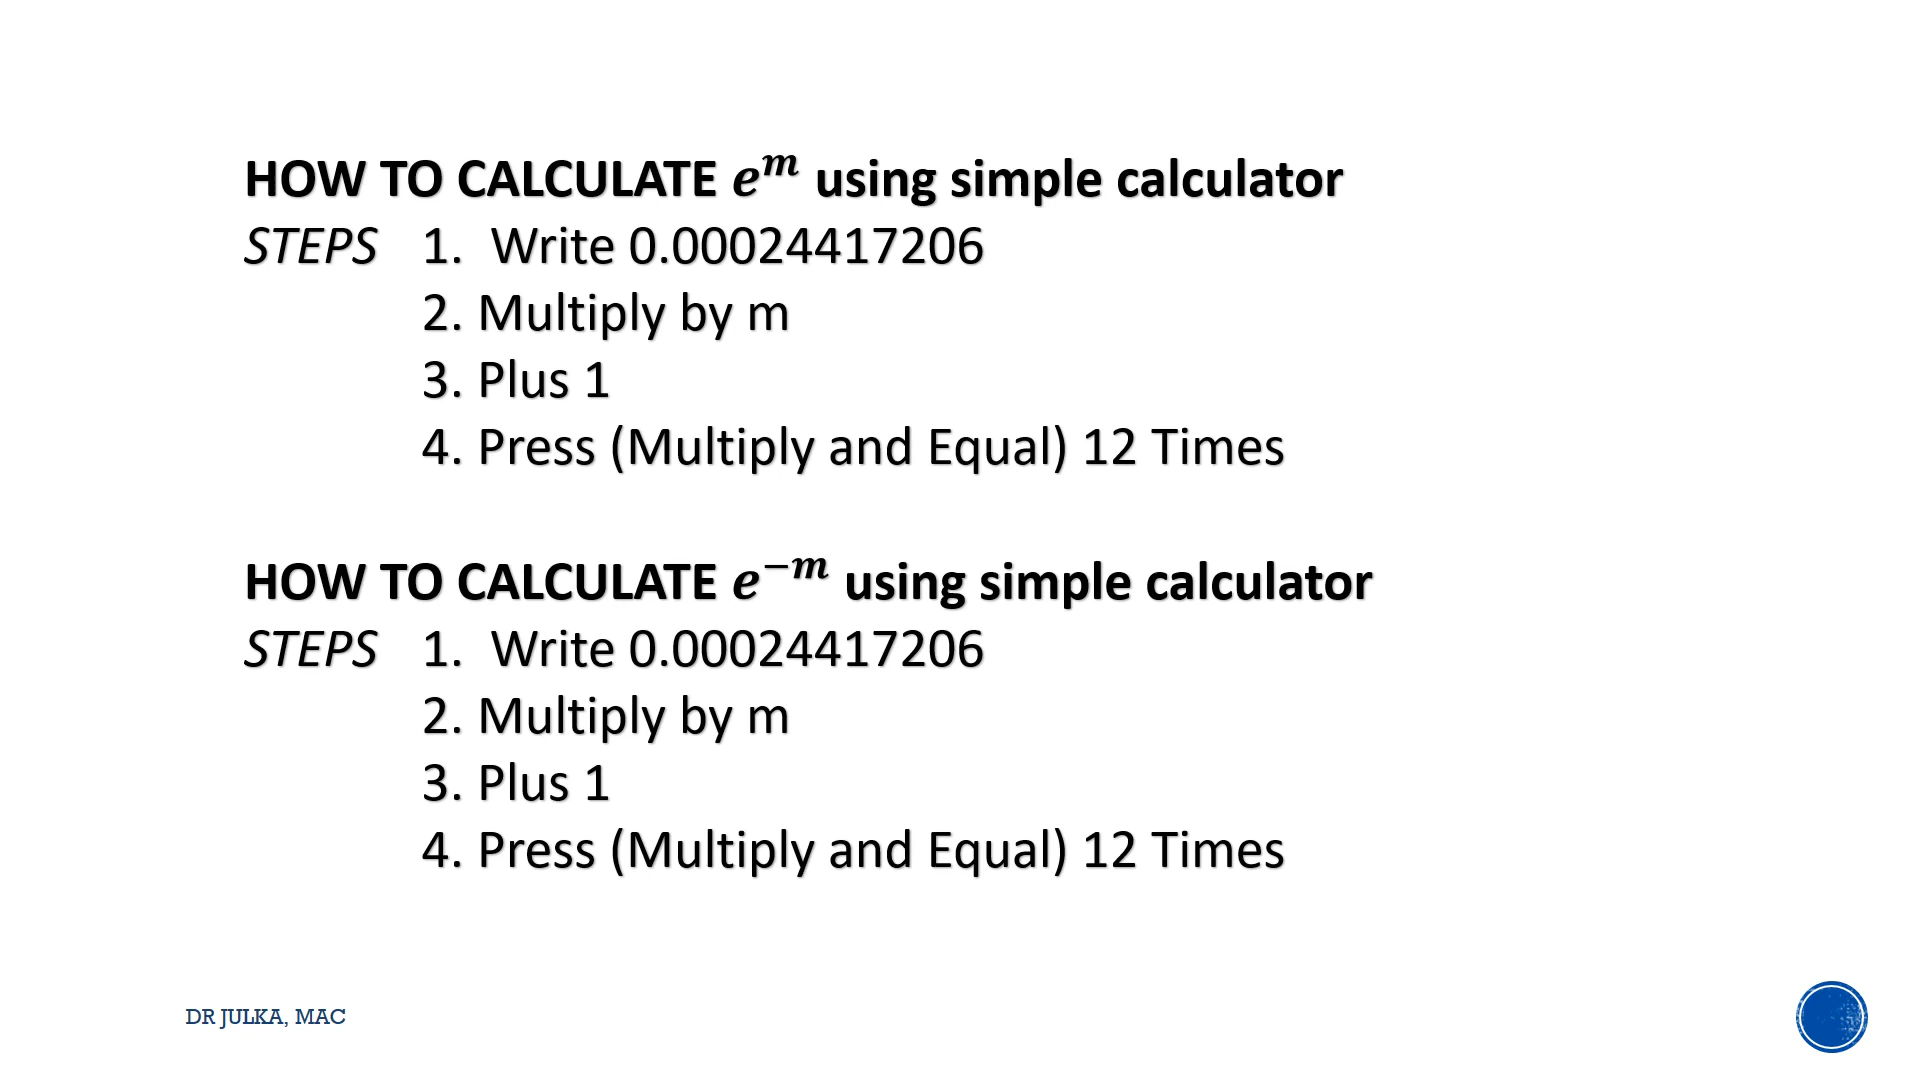 HOW TO CALCULATE e^m using simple calculator
STEPS 1. Write 0.00024417206
2. Multiply by m
3. Plus 1
4. Press (Multiply and Equal) 12 Times
HOW TO CALCULATE e^−m using simple calculator
STEPS 1. Write 0.00024417206
2. Multiply by m
3. Plus 1
4. Press (Multiply and Equal) 12 Times
DR JULKA, MAC